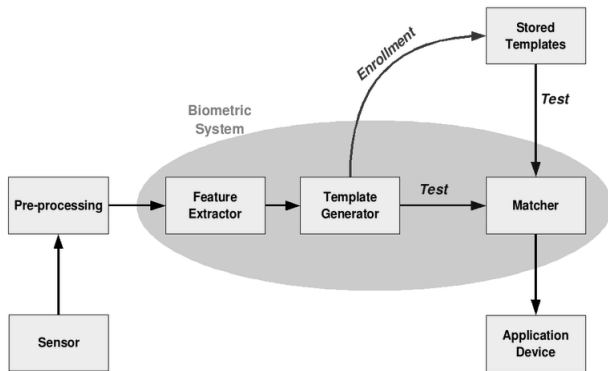 Stored
Templates
Enrollment
Test
Biometric
System
Pre-processing
Feature
Extractor
Template
Generator
Test
Matcher
Sensor
Application
Device